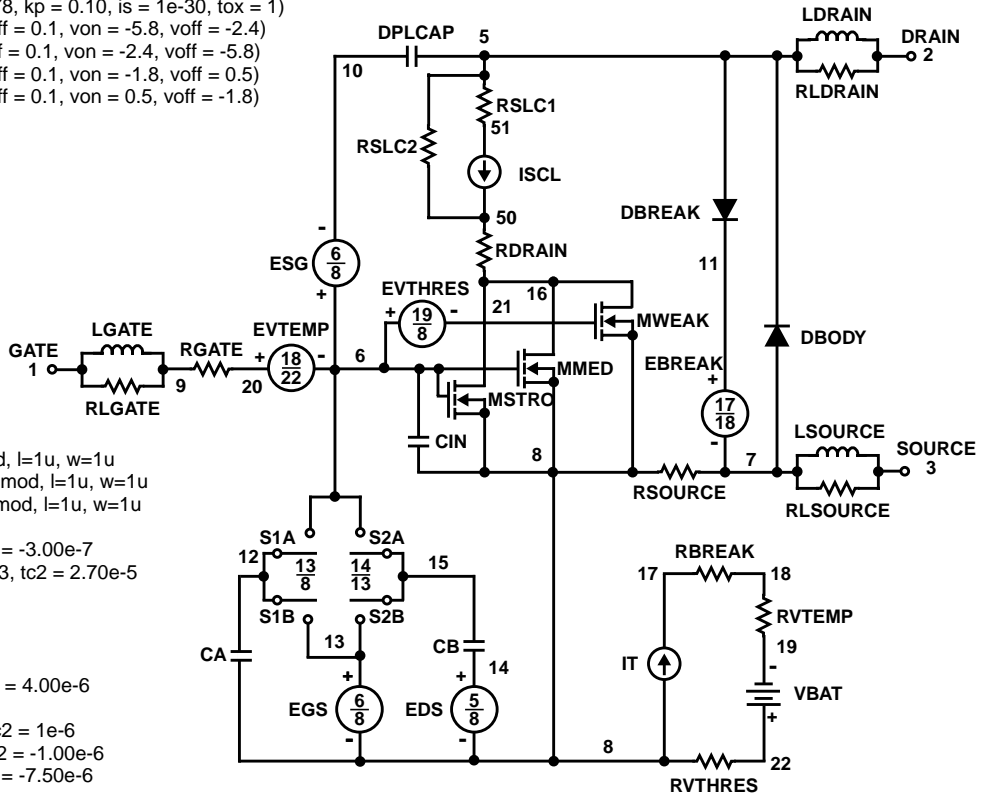 78, kp = 0.10, is = 1e-30, tox = 1)
ff = 0.1, von = -5.8, voff = -2.4)
f = 0.1, von = -2.4, voff = -5.8)
ff = 0.1, von = -1.8, voff = 0.5)
ff = 0.1, von = 0.5, voff = -1.8)
DPLCAP
5
10
LDRAIN
DRAIN
2
RLDRAIN
RSLC1
51
RSLC2
ISCL
50
RDRAIN
DBREAK
11
-
ESG
6
8
+
EVTHRES
+
19
8
-
16
21
MWEAK
DBODY
LGATE
GATE
1
RLGATE
9
RGATE
20
EVTEMP
+
18
22
-
6
MMED
MSTRO
EBREAK
+
17
18
-
CIN
8
RSOURCE
7
LSOURCE
SOURCE
3
RLSOURCE
d, l=1u, w=1u
mod, l=1u, w=1u
mod, l=1u, w=1u
= -3.00e-7
3, tc2 = 2.70e-5
S1A
S2A
12
13
8
14
13
15
S1B
S2B
13
CA
CB
14
+
EGS
6
8
-
+
EDS
5
8
-
8
RBREAK
17
18
RVTEMP
19
IT
-
VBAT
+
22
RVTHRES
= 4.00e-6
c2 = 1e-6
2 = -1.00e-6
= -7.50e-6